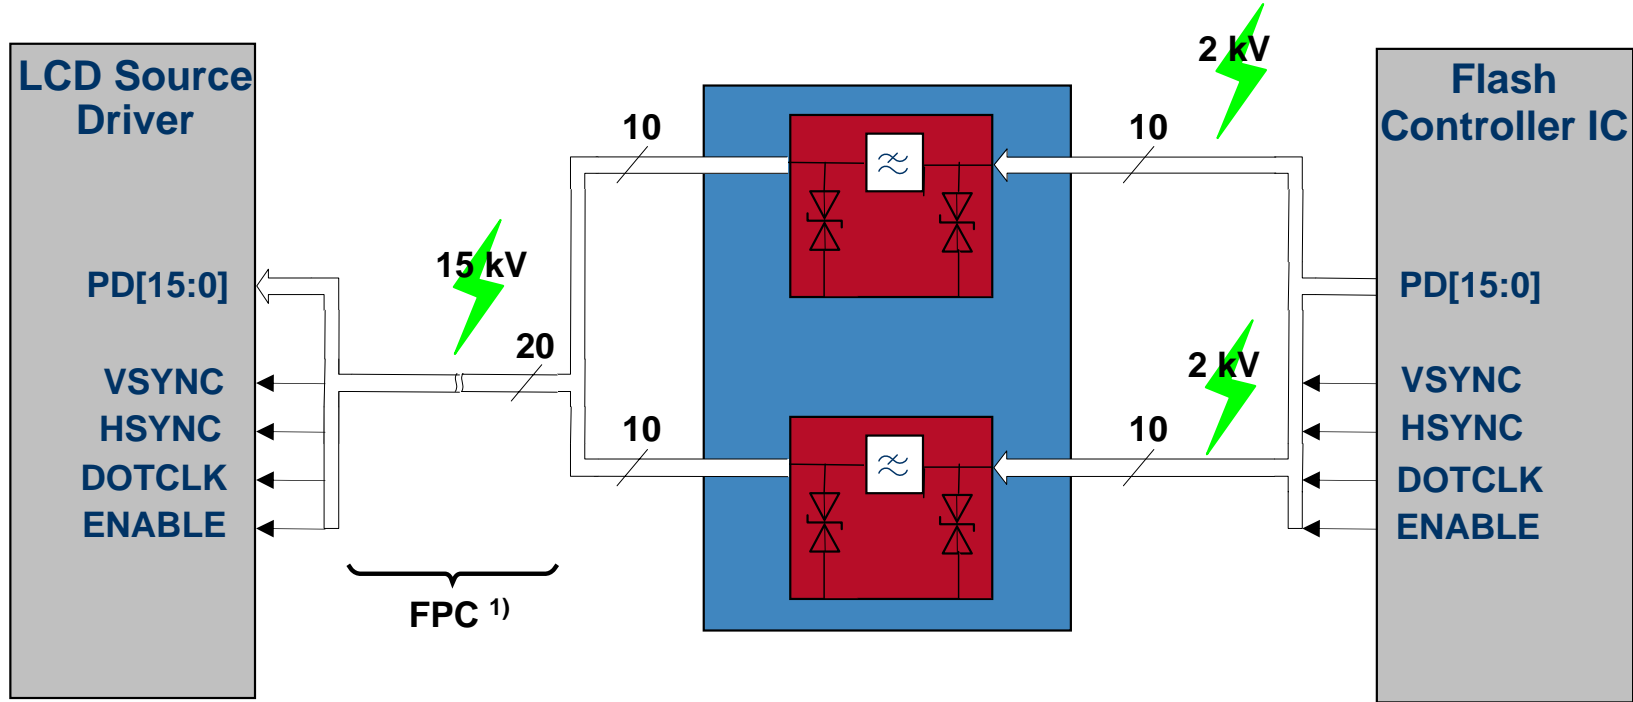 LCD Source
Driver
PD[15:0]
VSYNC
HSYNC
DOTCLK
ENABLE
15 kV
20
FPC 1)
10
10
10
10
2 kV
2 kV
Flash
Controller IC
PD[15:0]
VSYNC
HSYNC
DOTCLK
ENABLE